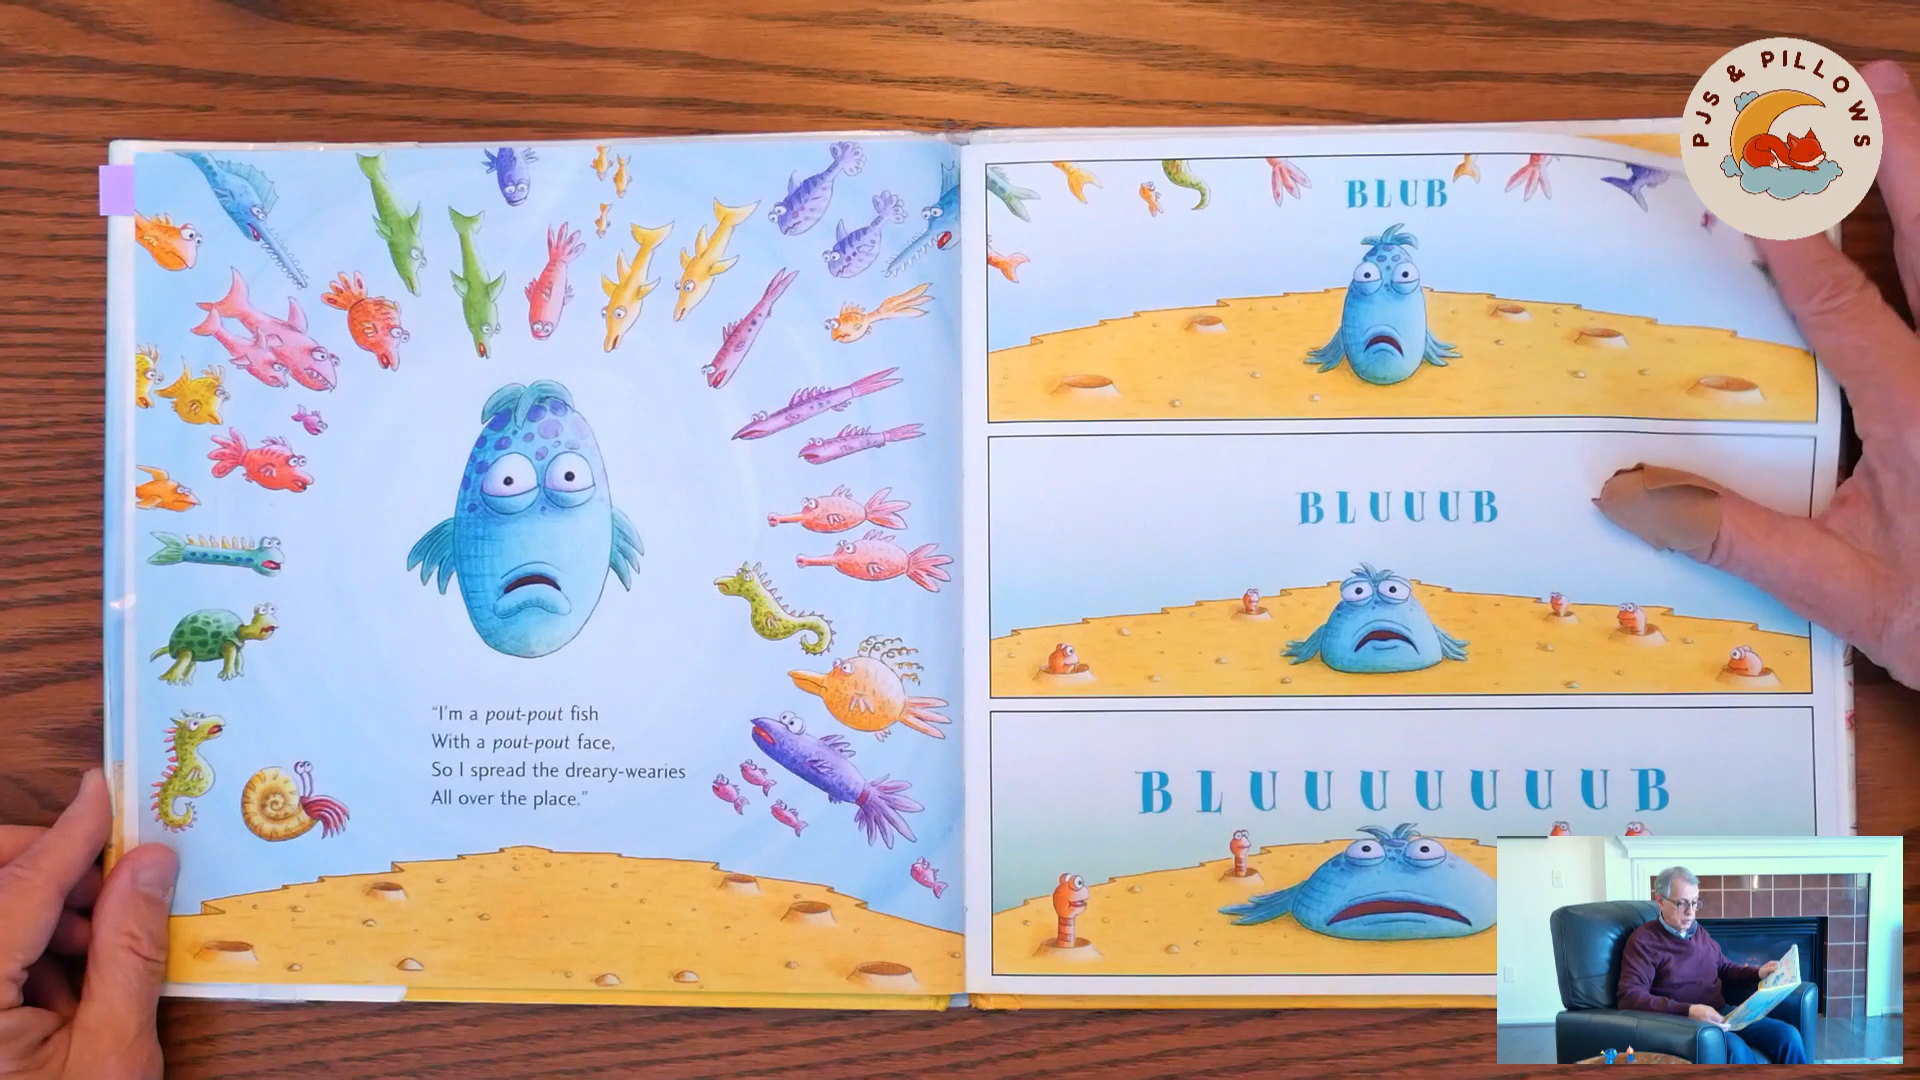 PJS & PILLOWS
"I'm a pout-pout fish
With a pout-pout face,
So I spread the dreary-wearies
All over the place."
BLUB
BLUUUB
BLUUUUUUUUB